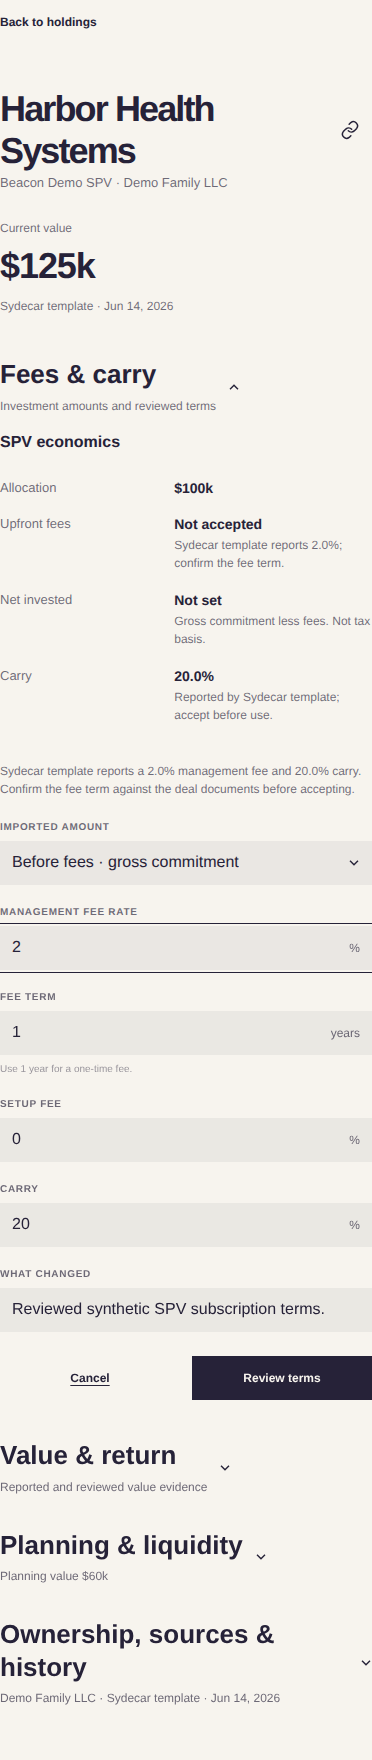 Back to holdings
Harbor Health
Systems
Beacon Demo SPV · Demo Family LLC
Current value
$125k
Sydecar template · Jun 14, 2026
Fees & carry
Investment amounts and reviewed terms
SPV economics
Allocation
$100k
Upfront fees
Not accepted
Sydecar template reports 2.0%;
confirm the fee term.
Net invested
Not set
Gross commitment less fees. Not tax
basis.
Carry
20.0%
Reported by Sydecar template;
accept before use.
Sydecar template reports a 2.0% management fee and 20.0% carry.
Confirm the fee term against the deal documents before accepting.
IMPORTED AMOUNT
Before fees · gross commitment
MANAGEMENT FEE RATE
2 %
FEE TERM
1 years
Use 1 year for a one-time fee.
SETUP FEE
0 %
CARRY
20 %
WHAT CHANGED
Reviewed synthetic SPV subscription terms.
Cancel Review terms
Value & return
Reported and reviewed value evidence
Planning & liquidity
Planning value $60k
Ownership, sources &
history
Demo Family LLC · Sydecar template · Jun 14, 2026